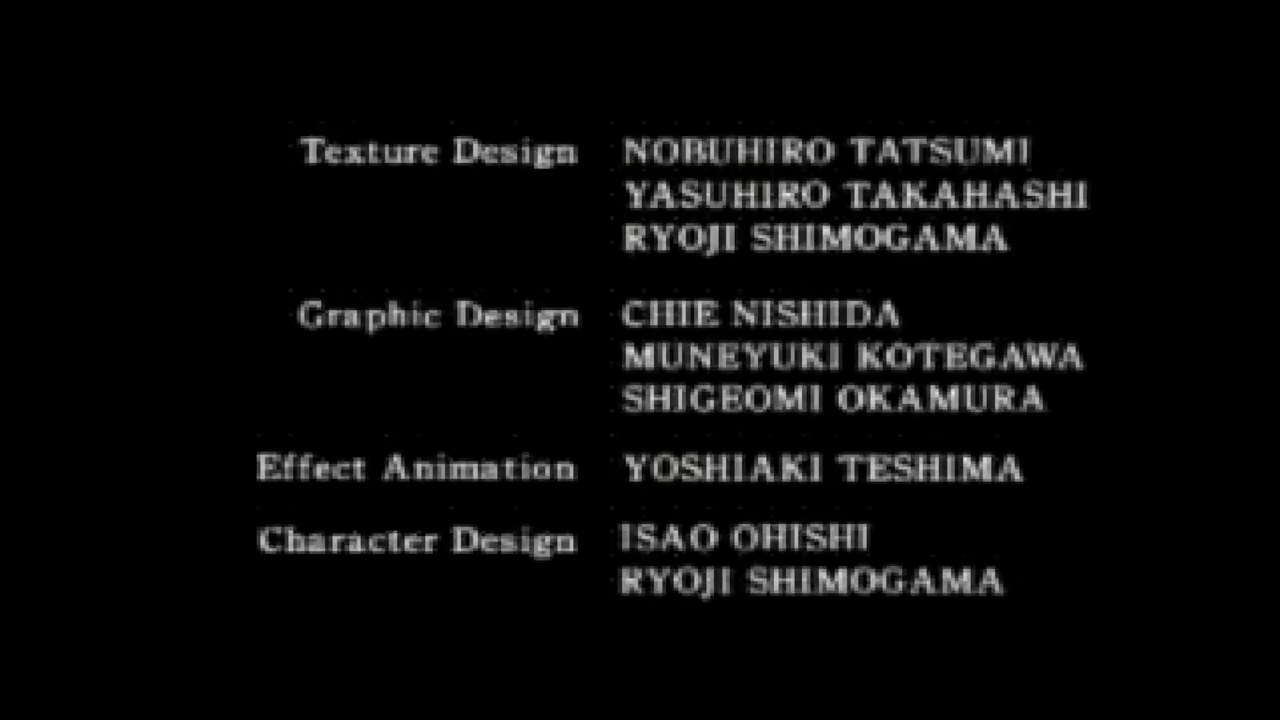 Texture Design NOBUHIRO TATSUMI
YASUHIRO TAKAHASHI
RYOJI SHIMOGAMA
Graphic Design CHIE NISHIDA
MUNEYUKI KOTEGAWA
SHIGEOMI OKAMURA
Effect Animation YOSHIAKI TESHIMA
Character Design ISAO OHISHI
RYOJI SHIMOGAMA